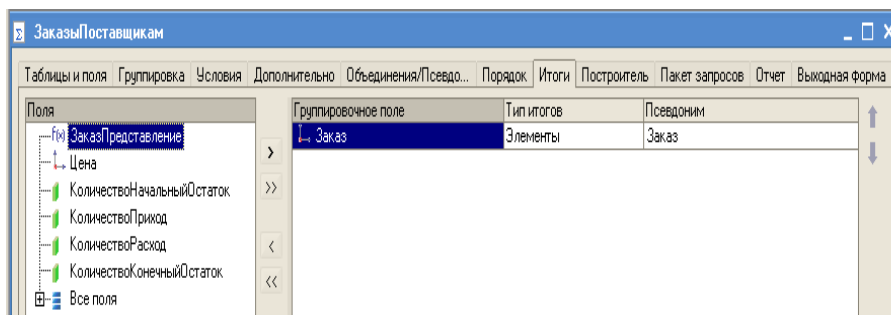 ЗаказыПоставщикам
Таблицы и поля Группировка Условия Дополнительно Объединения/Псевдо... Порядок Итоги Построитель Пакет запросов Отчет Выходная форма
Поля
ЗаказПредставление
Цена
КоличествоНачальныйОстаток
КоличествоПриход
КоличествоРасход
КоличествоКонечныйОстаток
Все поля
Группировочное поле Тип итогов Псевдоним
Заказ Элементы Заказ